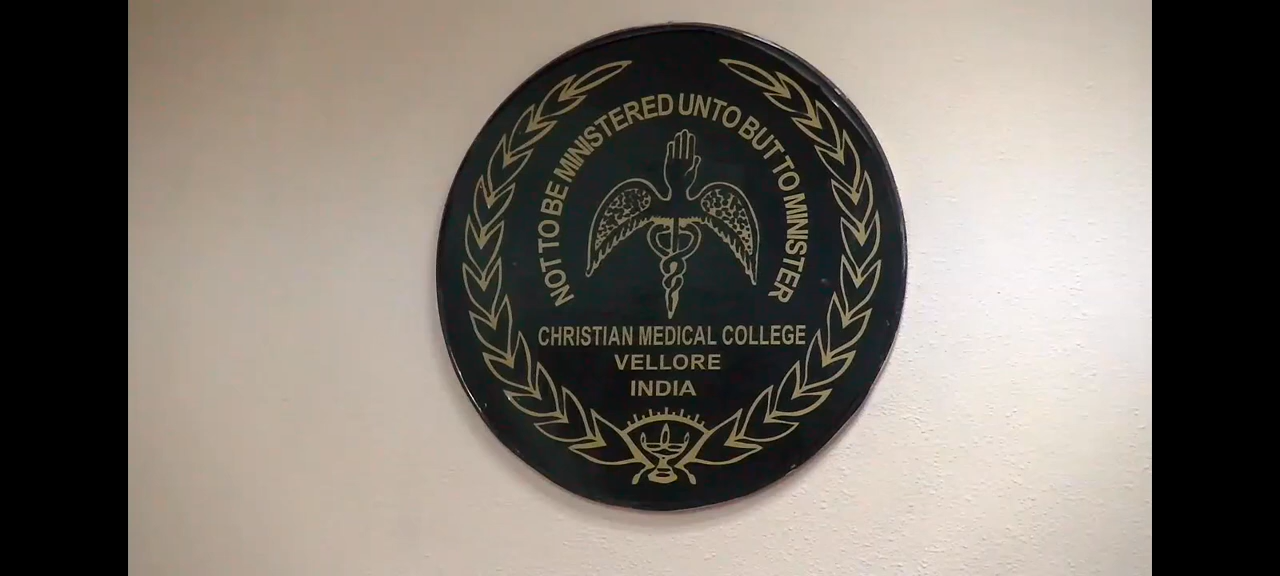 NOT TO BE MINISTERED UNTO BUT TO MINISTER
CHRISTIAN MEDICAL COLLEGE
VELLORE
INDIA